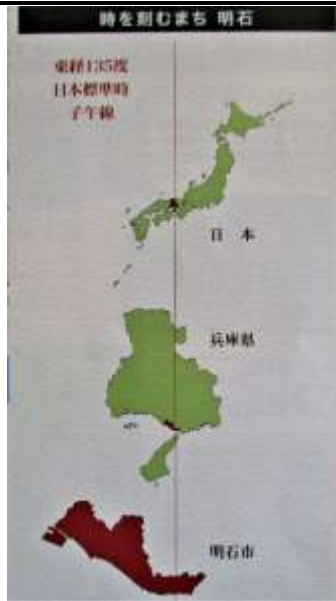 時を刻むまち 明石
東経135度
日本標準時
子午線
日本
兵庫県
明石市